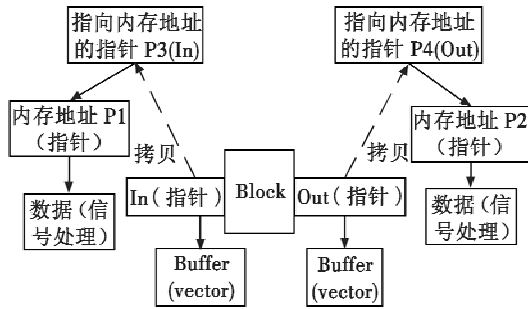 指向内存地址
的指针 P3(In)
指向内存地址
的指针 P4(Out)
内存地址 P1
（指针）
内存地址 P2
（指针）
拷贝
拷贝
In（指针）
Block
Out（指针）
数据（信
号处理）
数据（信
号处理）
Buffer
(vector)
Buffer
(vector)